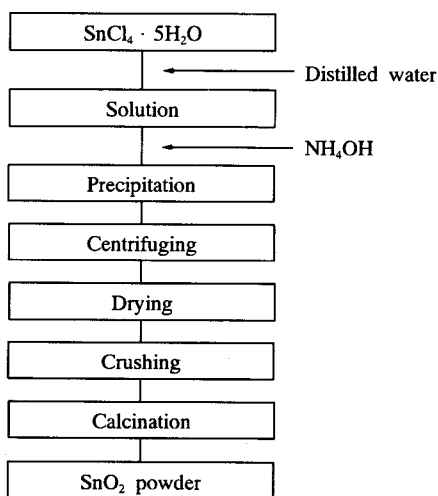 SnCl₄ · 5H₂O
Distilled water
Solution
NH₄OH
Precipitation
Centrifuging
Drying
Crushing
Calcination
SnO₂ powder